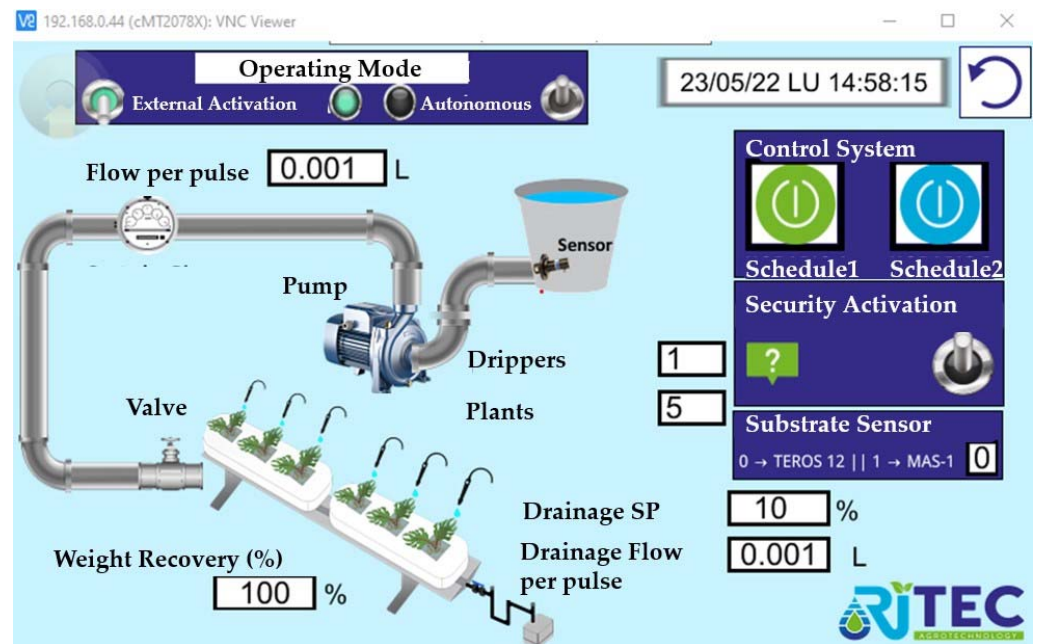 192.168.0.44 (cMT2078X): VNC Viewer
Operating Mode
External Activation
Autonomous
23/05/22 LU 14:58:15
Flow per pulse 0.001 L
Control System
Schedule1 Schedule2
Sensor
Pump
Security Activation
?
Drippers 1
Plants 5
Valve
Substrate Sensor
0 → TEROS 12 || 1 → MAS-1 0
Drainage SP 10 %
Drainage Flow
per pulse 0.001 L
Weight Recovery (%)
100 %
RITEC
AGROTECHNOLOGY